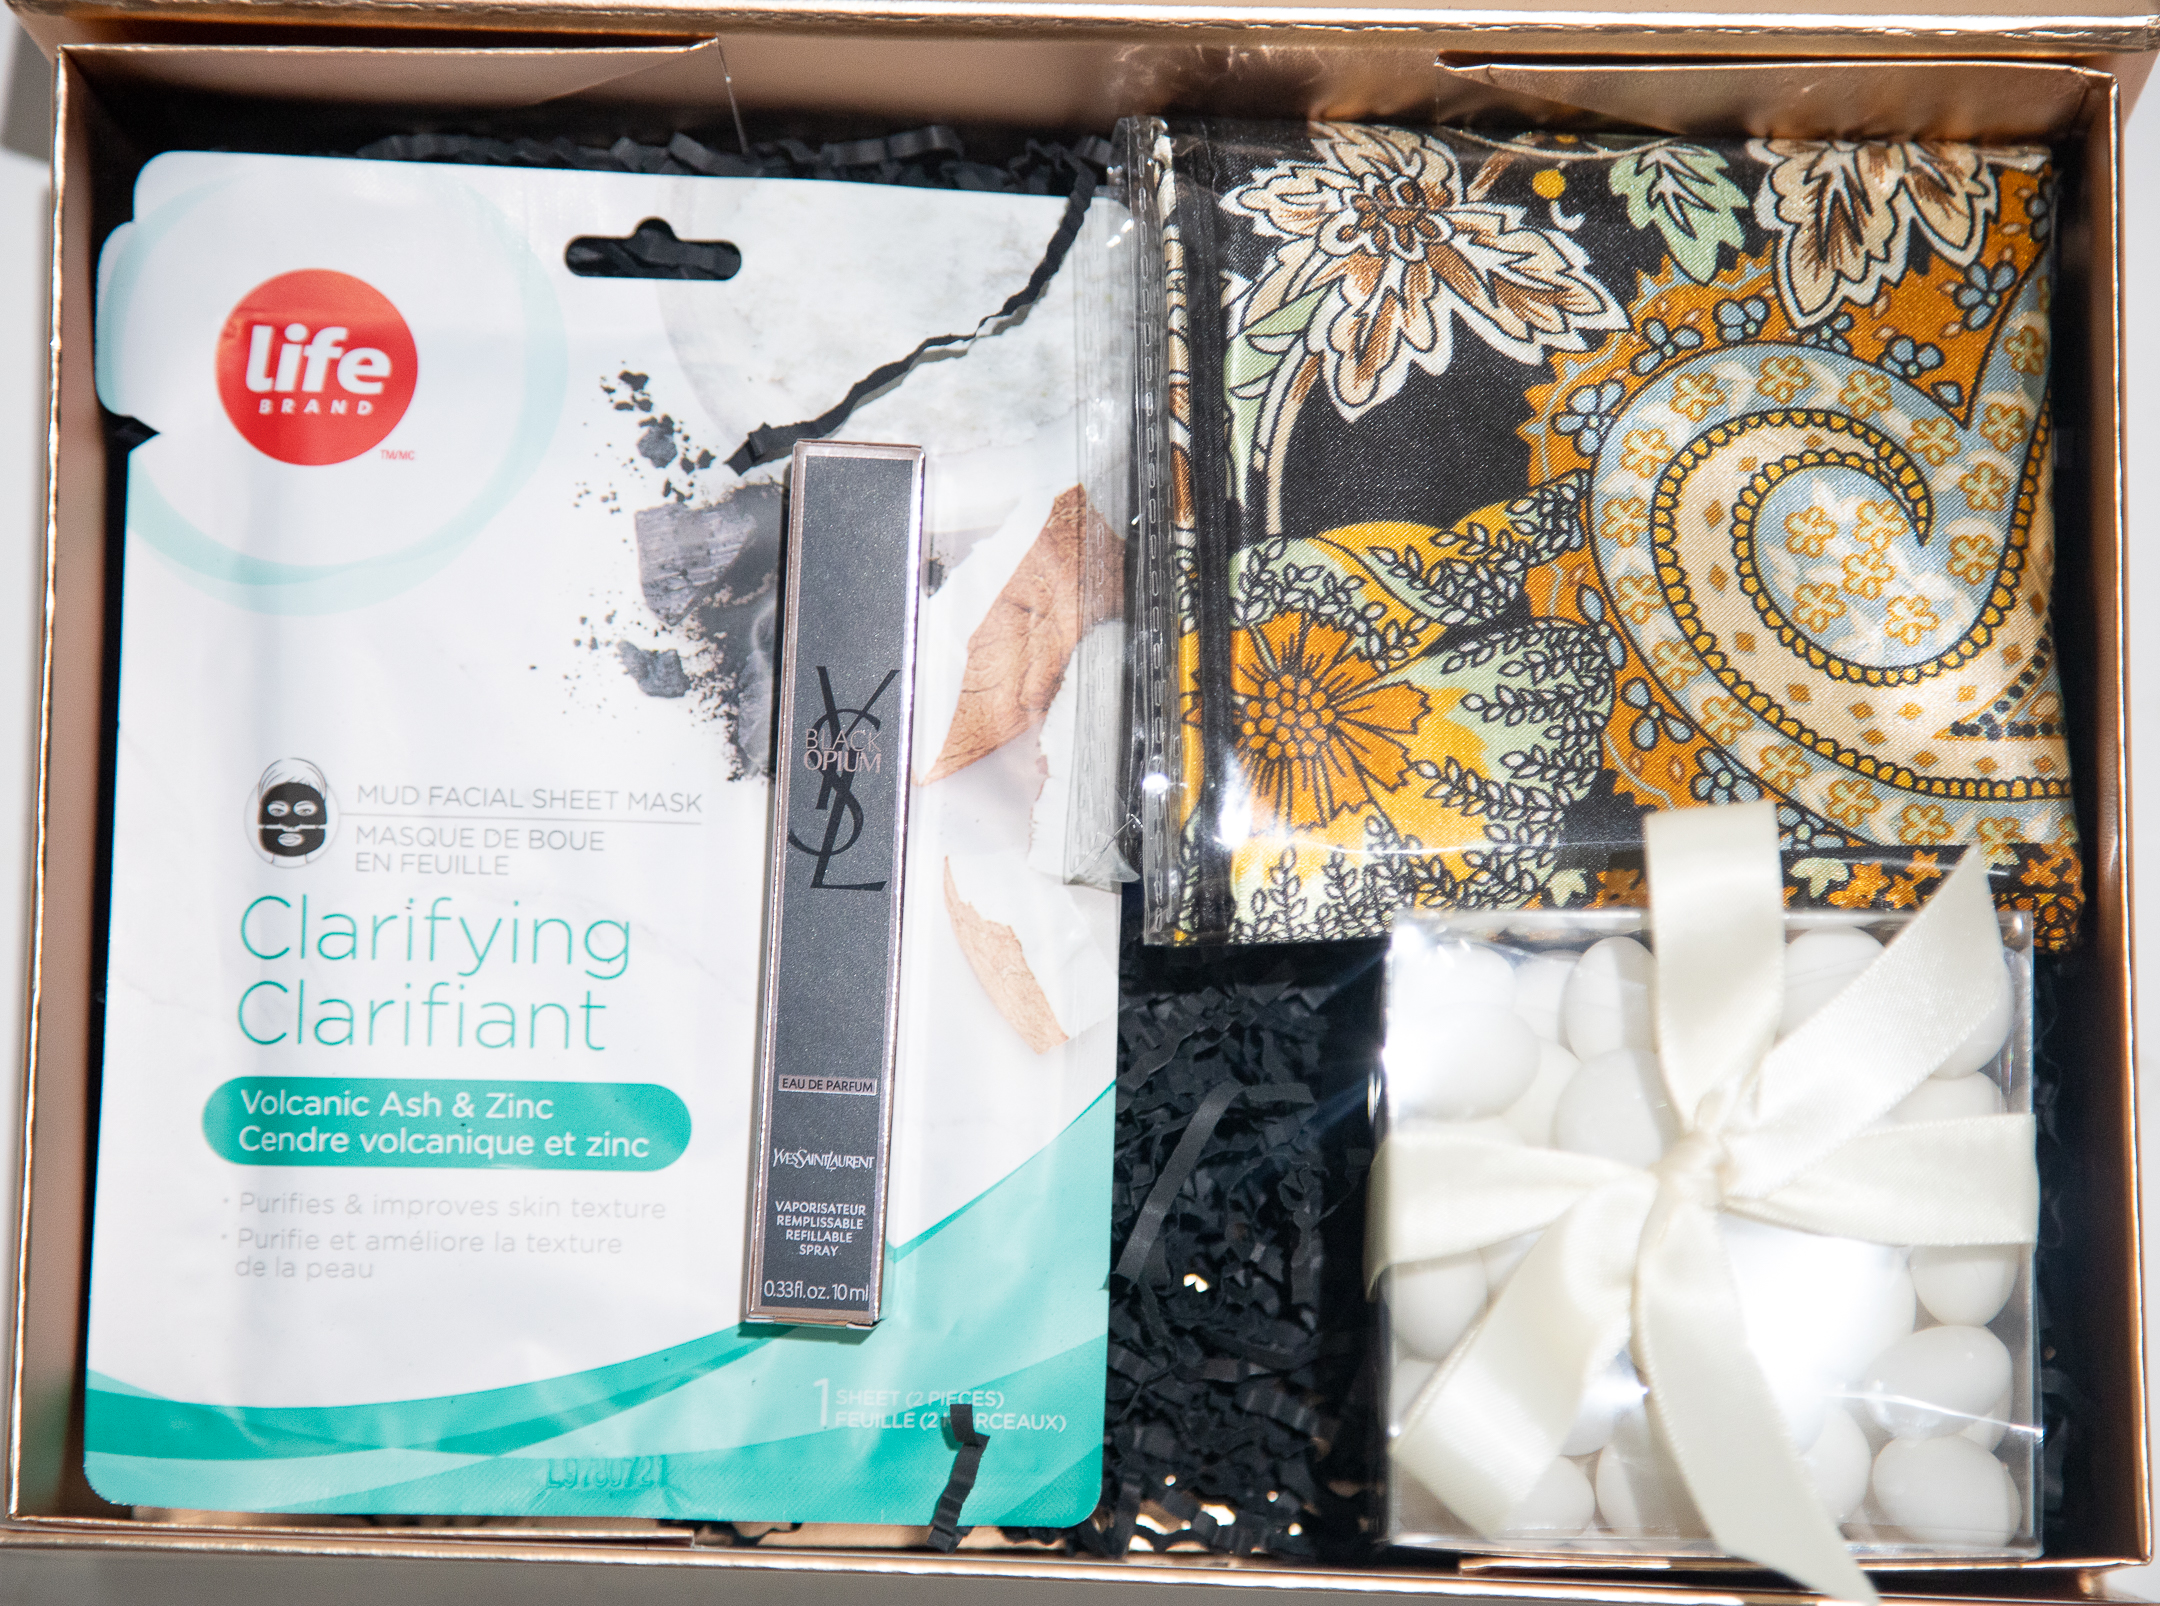 life
BRAND
TM/MC
MUD FACIAL SHEET MASK
MASQUE DE BOUE
EN FEUILLE
Clarifying
Clarifiant
Volcanic Ash & Zinc
Cendre volcanique et zinc
• Purifies & improves skin texture
• Purifie et améliore la texture
de la peau
1 SHEET (2 PIECES)
FEUILLE (2
YSL
BLACK
OPIUM
EAU DE PARFUM
YVESSAINTLAURENT
VAPORISATEUR
REMPLISSABLE
REFILLABLE
SPRAY
0.33fl.oz. 10ml